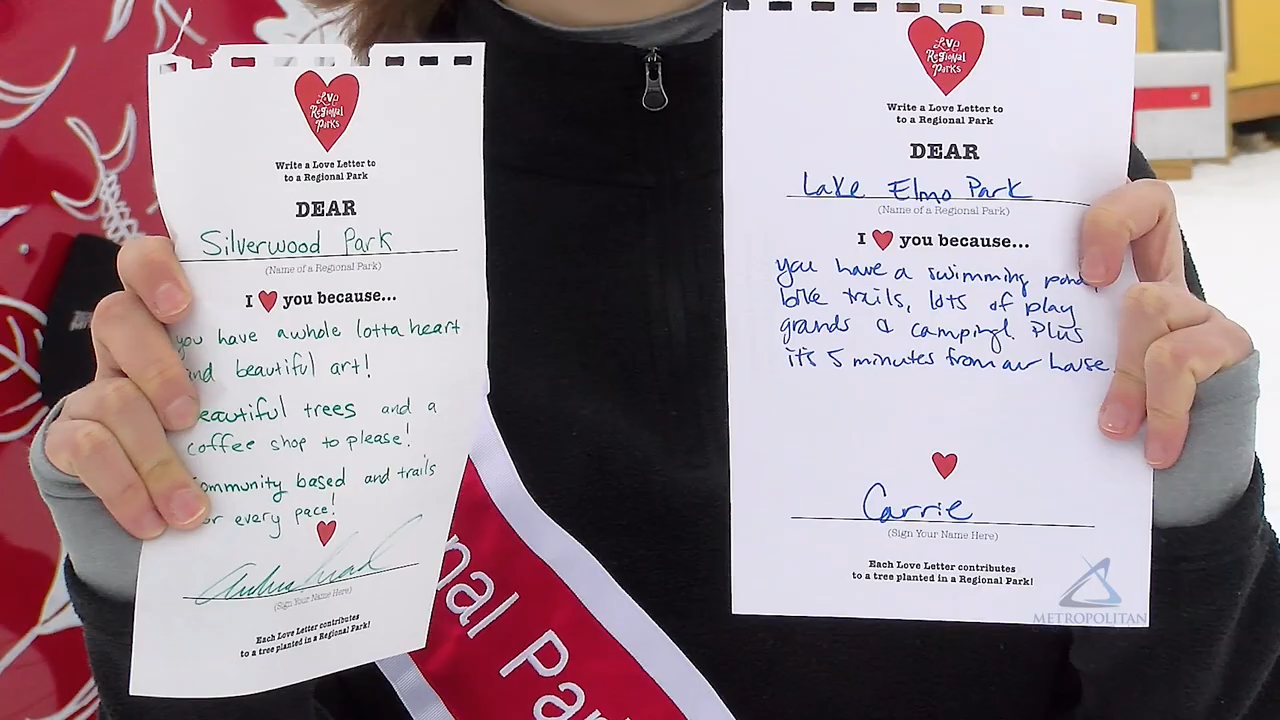 Love
Regional
Parks
Write a Love Letter to
to a Regional Park
DEAR
Silverwood Park
(Name of a Regional Park)
I ❤ you because...
you have a whole lotta heart
and beautiful art!
beautiful trees and a
coffee shop to please!
community based and trails
for every pace!
(Sign Your Name Here)
Each Love Letter contributes
to a tree planted in a Regional Park!
Love
Regional
Parks
Write a Love Letter to
to a Regional Park
DEAR
Lake Elmo Park
(Name of a Regional Park)
I ❤ you because...
you have a swimming pond,
bike trails, lots of play
grands & camping! Plus
it's 5 minutes from our house.
Carrie
(Sign Your Name Here)
Each Love Letter contributes
to a tree planted in a Regional Park!
METROPOLITAN
nal Par